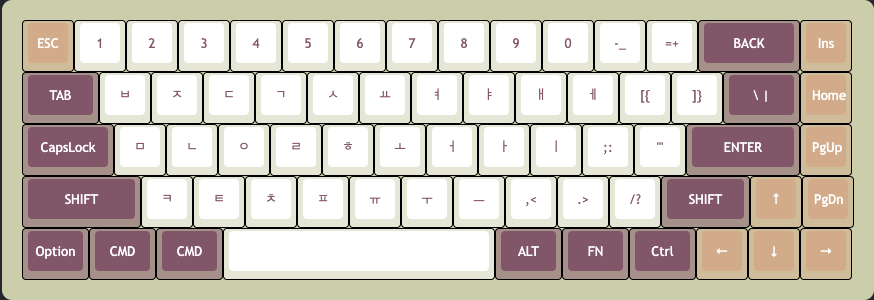 ESC 1 2 3 4 5 6 7 8 9 0 -_ =+ BACK Ins
TAB ㅂ ㅈ ㄷ ㄱ ㅅ ㅛ ㅕ ㅑ ㅐ ㅔ [{ ]} \ | Home
CapsLock ㅁ ㄴ ㅇ ㄹ ㅎ ㅗ ㅓ ㅏ ㅣ ;: '" ENTER PgUp
SHIFT ㅋ ㅌ ㅊ ㅍ ㅠ ㅜ ㅡ ,< .> /? SHIFT ↑ PgDn
Option CMD CMD ALT FN Ctrl ← ↓ →